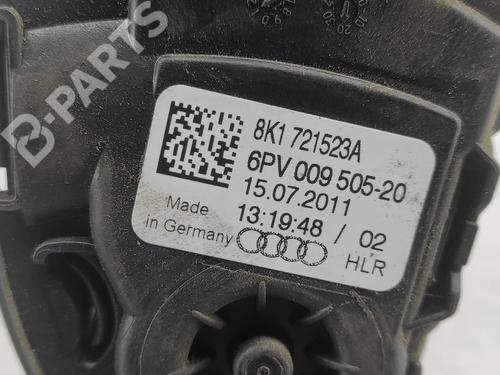 B-PARTS
8K1 721523A
6PV 009 505-20
15.07.2011
13:19:48 / 02
Made
in Germany
HLR